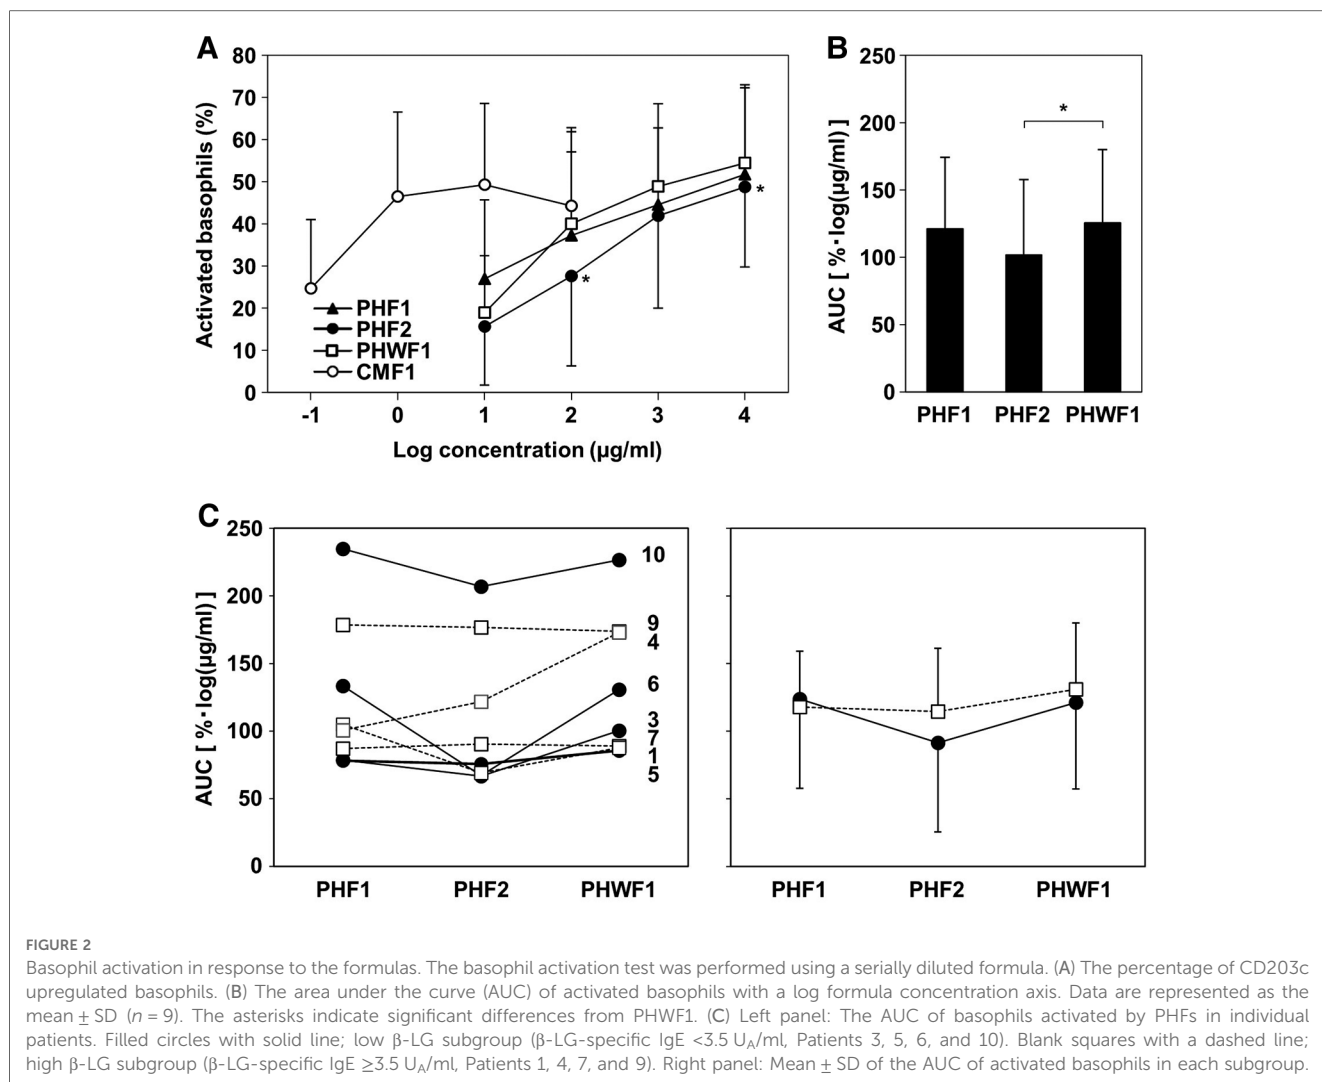 A
B
80
70
60
50
40
30
20
10
0
Activated basophils (%)
PHF1
PHF2
PHWF1
CMF1
*
*
-1 0 1 2 3 4
Log concentration (µg/ml)
250
200
150
100
50
0
AUC [ %·log(µg/ml) ]
*
PHF1 PHF2 PHWF1
C
250
200
150
100
50
0
AUC [ %·log(µg/ml) ]
10
9
4
6
3
7
1
5
PHF1 PHF2 PHWF1
PHF1 PHF2 PHWF1
FIGURE 2
Basophil activation in response to the formulas. The basophil activation test was performed using a serially diluted formula. (A) The percentage of CD203c
upregulated basophils. (B) The area under the curve (AUC) of activated basophils with a log formula concentration axis. Data are represented as the
mean ± SD (n = 9). The asterisks indicate significant differences from PHWF1. (C) Left panel: The AUC of basophils activated by PHFs in individual
patients. Filled circles with solid line; low β-LG subgroup (β-LG-specific IgE <3.5 UA/ml, Patients 3, 5, 6, and 10). Blank squares with a dashed line;
high β-LG subgroup (β-LG-specific IgE ≥3.5 UA/ml, Patients 1, 4, 7, and 9). Right panel: Mean ± SD of the AUC of activated basophils in each subgroup.